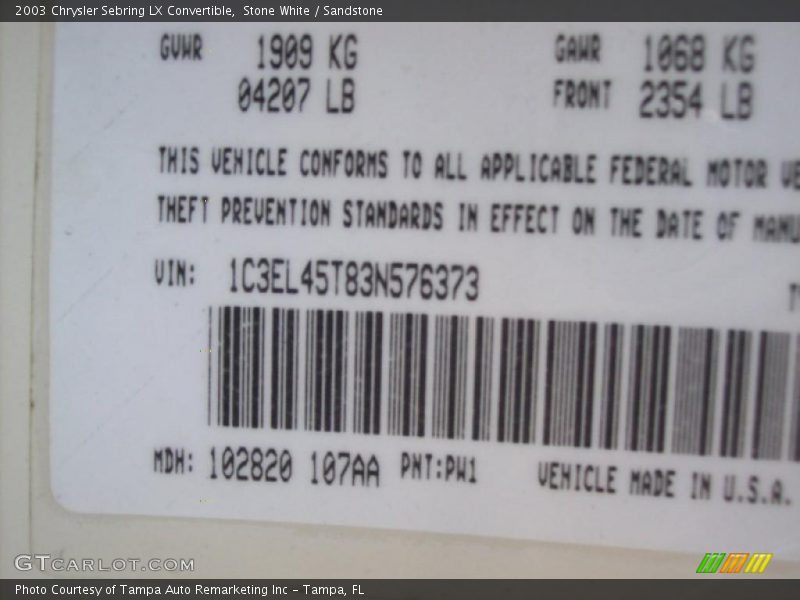 2003 Chrysler Sebring LX Convertible,  Stone White / Sandstone
GVWR 1909 KG GAWR 1068 KG
04207 LB FRONT 2354 LB
THIS VEHICLE CONFORMS TO ALL APPLICABLE FEDERAL MOTOR VE
THEFT PREVENTION STANDARDS IN EFFECT ON THE DATE OF MANU
VIN: 1C3EL45T83N576373
MDH: 102820 107AA PNT:PW1 VEHICLE MADE IN U.S.A.
GTCARLOT.COM
Photo Courtesy of Tampa Auto Remarketing Inc - Tampa, FL